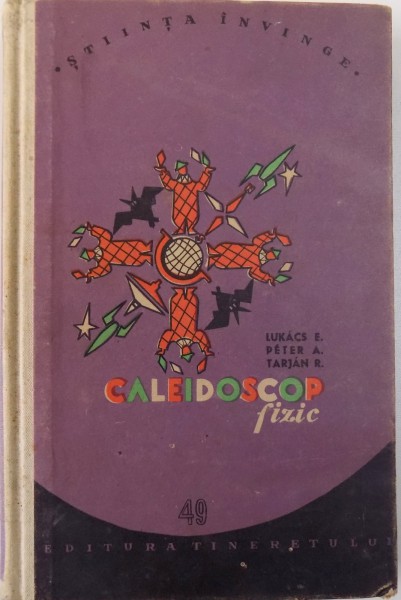 • ȘTIINȚA ÎNVINGE •
LUKÁCS E.
PÉTER A.
TARJÁN R.
CALEIDOSCOP
fizic
49
EDITURA TINERETULUI